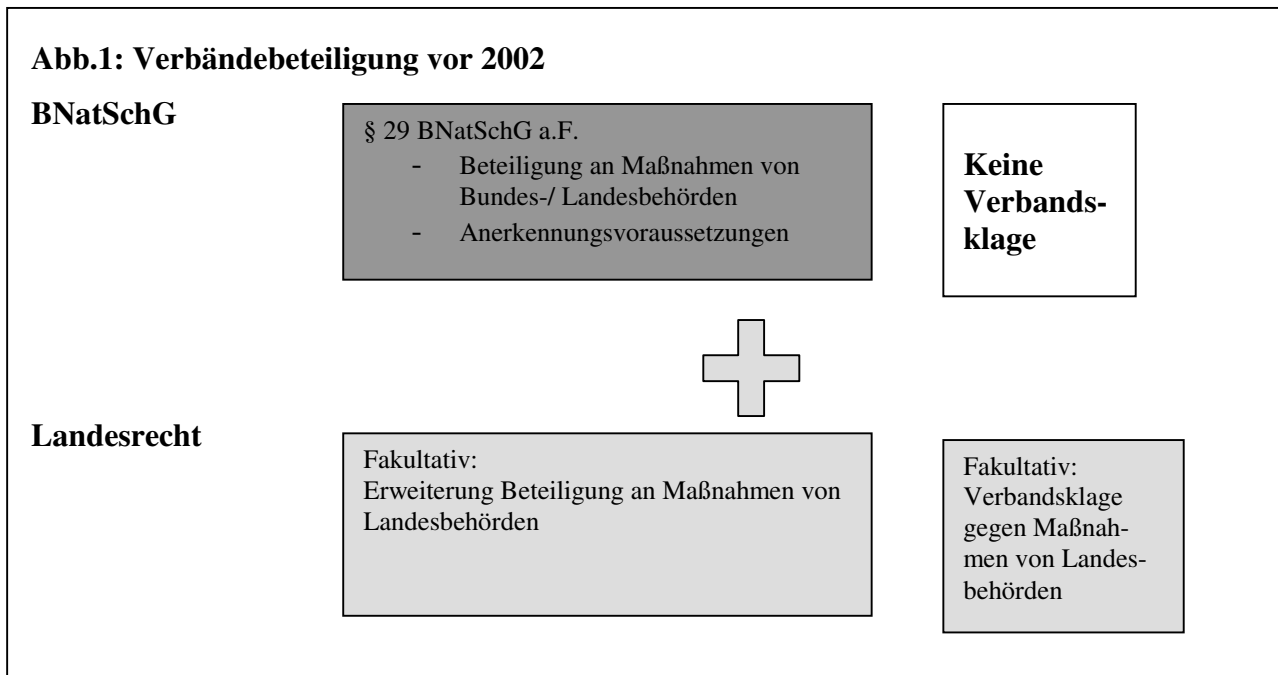 Abb.1: Verbändebeteiligung vor 2002
BNatSchG
§ 29 BNatSchG a.F.
- Beteiligung an Maßnahmen von
Bundes-/ Landesbehörden
- Anerkennungsvoraussetzungen
Keine
Verbands-
klage
Landesrecht
Fakultativ:
Erweiterung Beteiligung an Maßnahmen von
Landesbehörden
Fakultativ:
Verbandsklage
gegen Maßnah-
men von Landes-
behörden